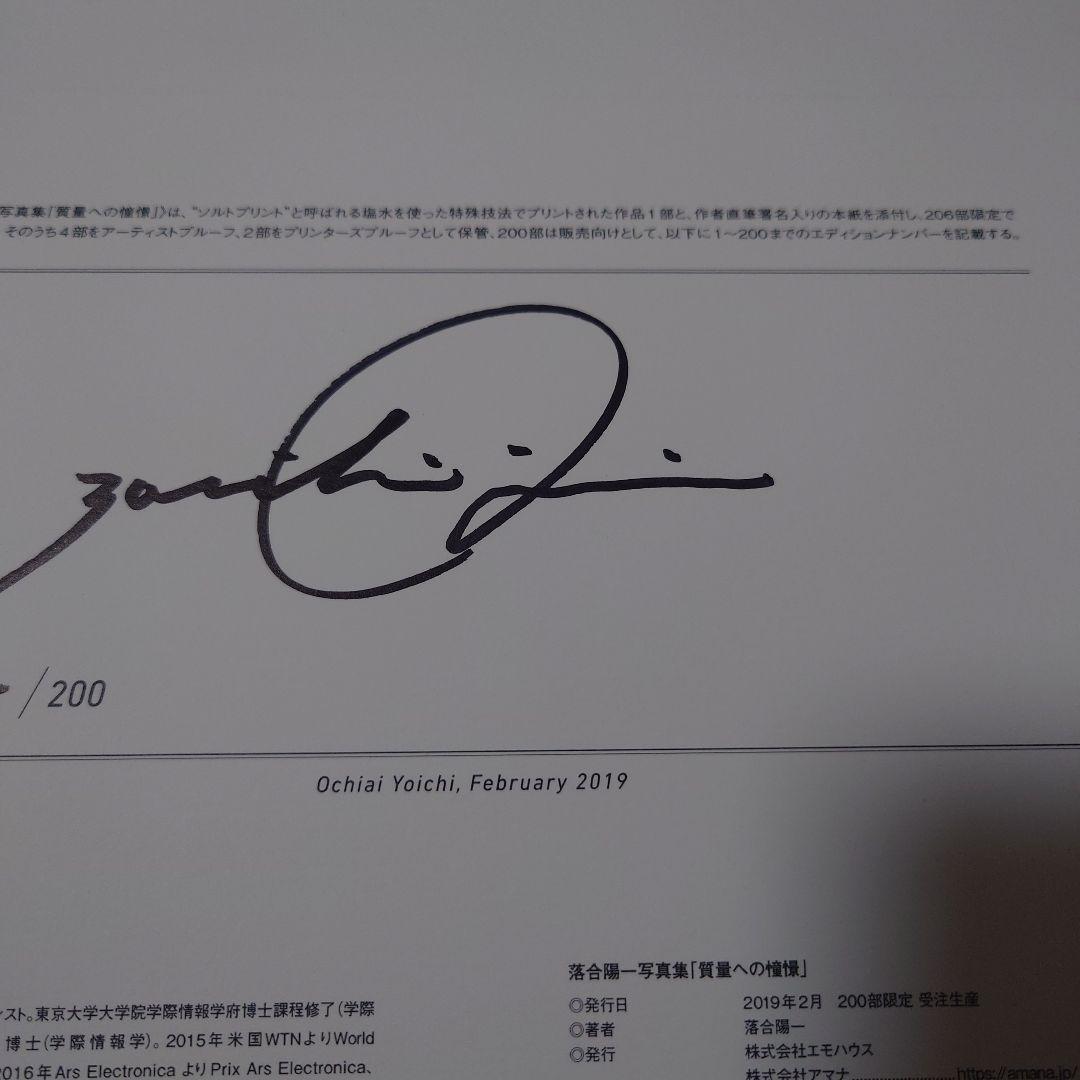 写真集「質量への憧憬」》は、“ソルトプリント”と呼ばれる塩水を使った特殊技法でプリントされた作品1部と、作者直筆署名入りの本紙を添付し、206部限定で
そのうち4部をアーティストプルーフ、2部をプリンターズプルーフとして保管、200部は販売向けとして、以下に1〜200までのエディションナンバーを記載する。
/200
Ochiai Yoichi, February 2019
ィスト。東京大学大学院学際情報学府博士課程修了(学際
博士(学際情報学)。2015年米国WTNよりWorld
2016年Ars Electronica よりPrix Ars Electronica、
落合陽一写真集「質量への憧憬」
◎発行日 2019年2月 200部限定 受注生産
◎著者 落合陽一
◎発行 株式会社エモハウス
株式会社アマナ……………https://amana.jp/